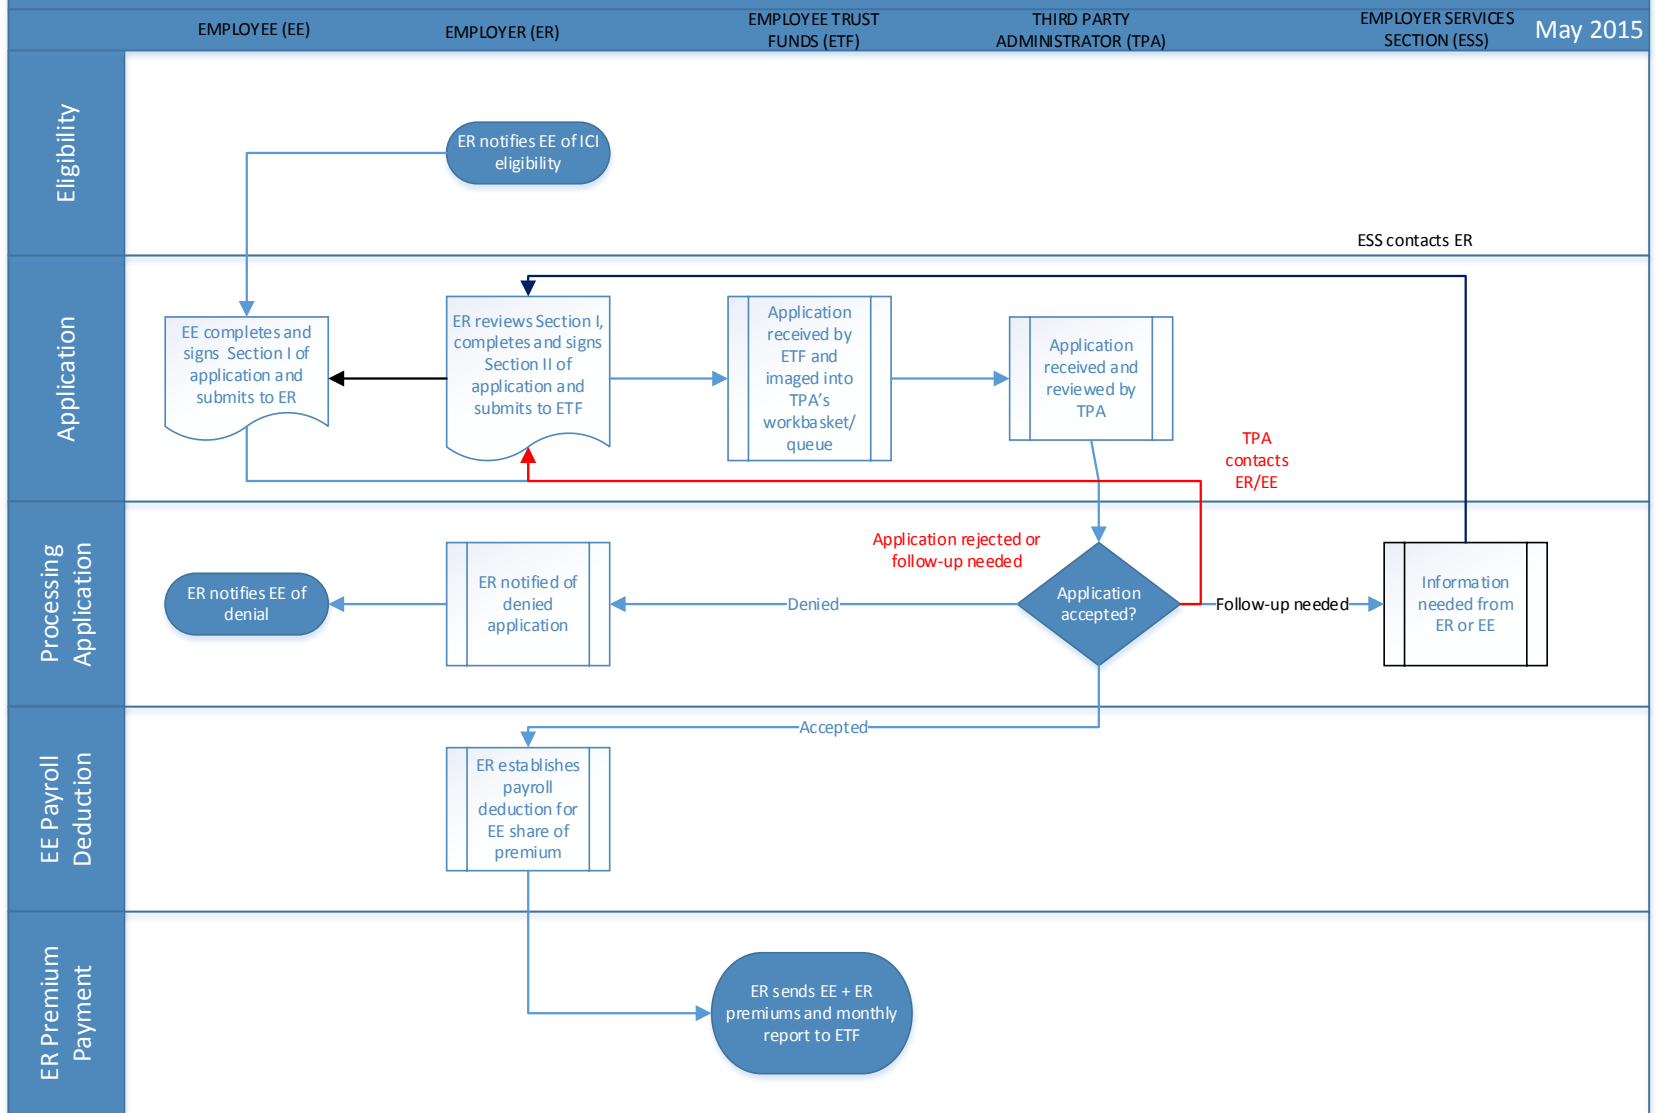 EMPLOYEE (EE)
EMPLOYER (ER)
EMPLOYEE TRUST
FUNDS (ETF)
THIRD PARTY
ADMINISTRATOR (TPA)
EMPLOYER SERVICES
SECTION (ESS)
May 2015
Eligibility
ER notifies EE of ICI
eligibility
ESS contacts ER
Application
EE completes and
signs Section I of
application and
submits to ER
ER reviews Section I,
completes and signs
Section II of
application and
submits to ETF
Application
received by
ETF and
imaged into
TPA's
workbasket/
queue
Application
received and
reviewed by
TPA
TPA
contacts
ER/EE
Processing
Application
ER notifies EE of
denial
ER notified of
denied
application
Denied
Application rejected or
follow-up needed
Application
accepted?
Follow-up needed
Information
needed from
ER or EE
EE Payroll
Deduction
Accepted
ER establishes
payroll
deduction for
EE share of
premium
ER Premium
Payment
ER sends EE + ER
premiums and monthly
report to ETF